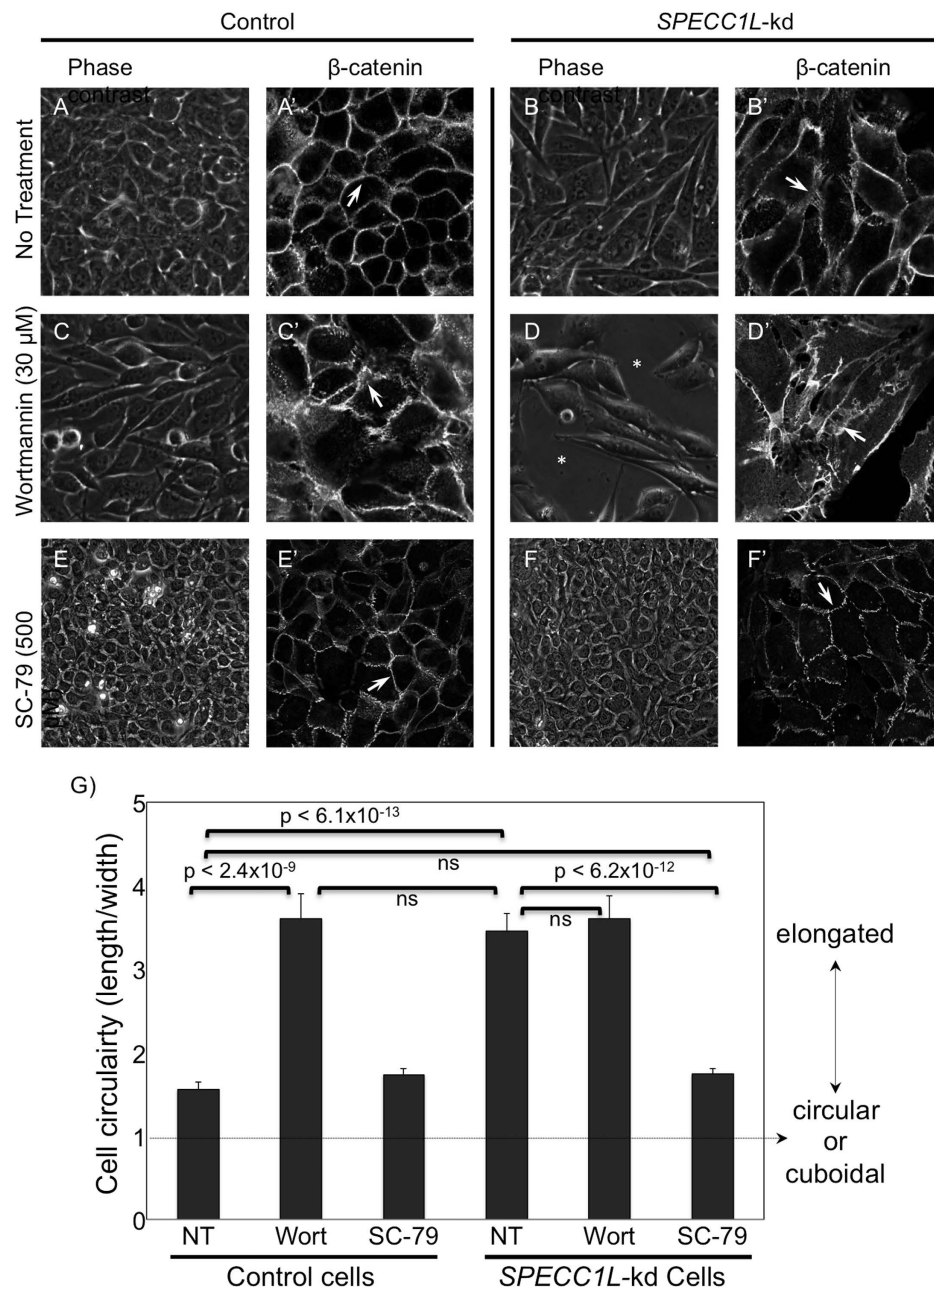 Control
SPECC1L-kd
Phase contrast
β-catenin
Phase contrast
β-catenin
No Treatment
A
A'
B
B'
Wortmannin (30 μM)
C
C'
D
*
*
D'
SC-79 (500
E
E'
F
F'
G)
Cell circulairty (length/width)
5
4
3
2
1
0
p < 6.1x10-13
ns
p < 2.4x10-9
p < 6.2x10-12
ns
ns
elongated
circular
or
cuboidal
NT
Wort
SC-79
NT
Wort
SC-79
Control cells
SPECC1L-kd Cells